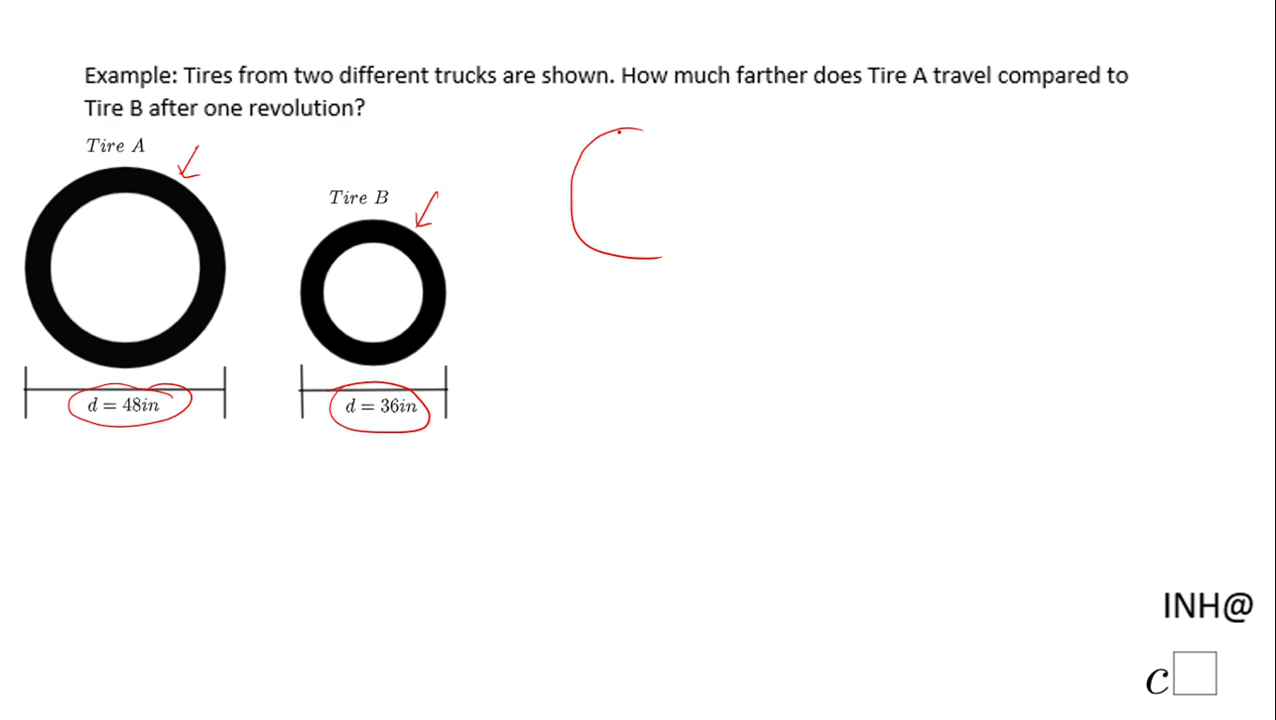 Example: Tires from two different trucks are shown. How much farther does Tire A travel compared to
Tire B after one revolution?
Tire A
Tire B
C
d = 48in
d = 36in
INH@
c